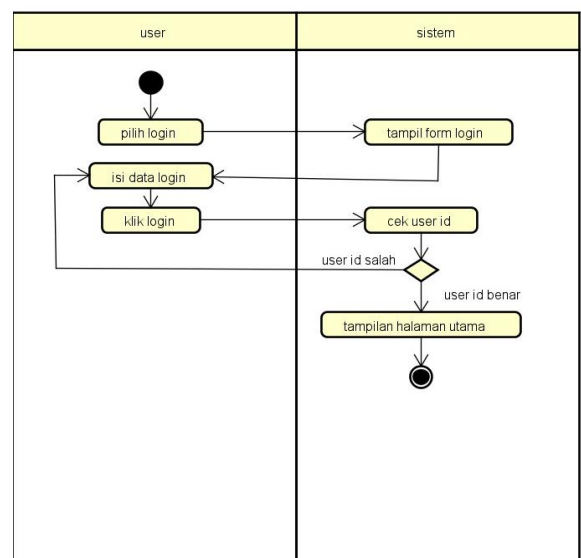 user
sistem
pilih login
tampil form login
isi data login
klik login
cek user id
user id salah
user id benar
tampilan halaman utama